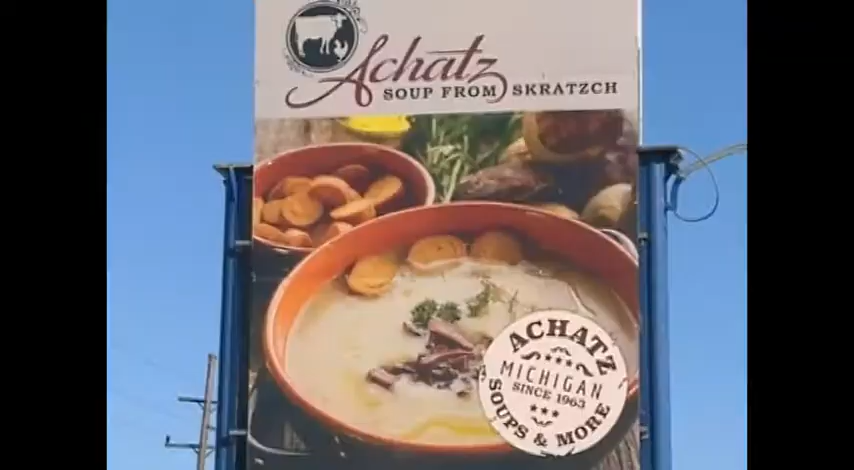 Achatz
SOUP FROM SKRATZCH
ACHATZ
MICHIGAN
SINCE 1963
SOUPS & MORE